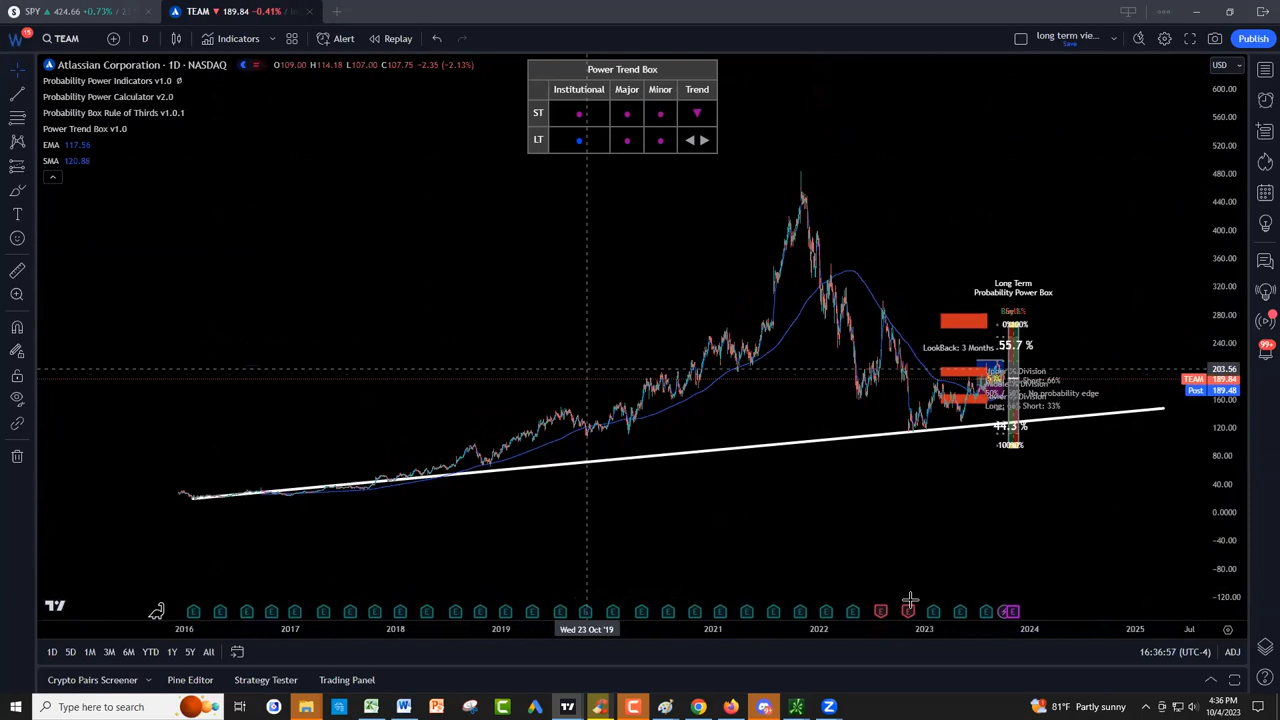 SPY ▲ 424.66 +0.73%
TEAM ▼ 189.84 −0.41% /
15
TEAM
D
Indicators
Alert
Replay
long term vie...
Save
Publish
Atlassian Corporation · 1D · NASDAQ
O109.00 H114.18 L107.00 C107.75 −2.35 (−2.13%)
Probability Power Indicators v1.0
Probability Power Calculator v2.0
Probability Box Rule of Thirds v1.0.1
Power Trend Box v1.0
EMA 117.56
SMA 120.88
Power Trend Box
Institutional Major Minor Trend
ST
LT
USD
600.00
560.00
520.00
480.00
440.00
400.00
360.00
320.00
280.00
240.00
203.56
TEAM 189.84
Post 189.48
160.00
120.00
80.00
40.00
0.0000
−40.00
−80.00
−120.00
99+
Long Term
Probability Power Box
LookBack: 3 Months
55.7 %
Short: 66%
50% / 50% No probability edge
Short: 33%
44.3 %
2016 2017 2018 2019 Wed 23 Oct '19 2021 2022 2023 2024 2025 Jul
1D 5D 1M 3M 6M YTD 1Y 5Y All
16:36:57 (UTC-4)
ADJ
Crypto Pairs Screener
Pine Editor
Strategy Tester
Trading Panel
Type here to search
81°F Partly sunny
4:36 PM
10/4/2023